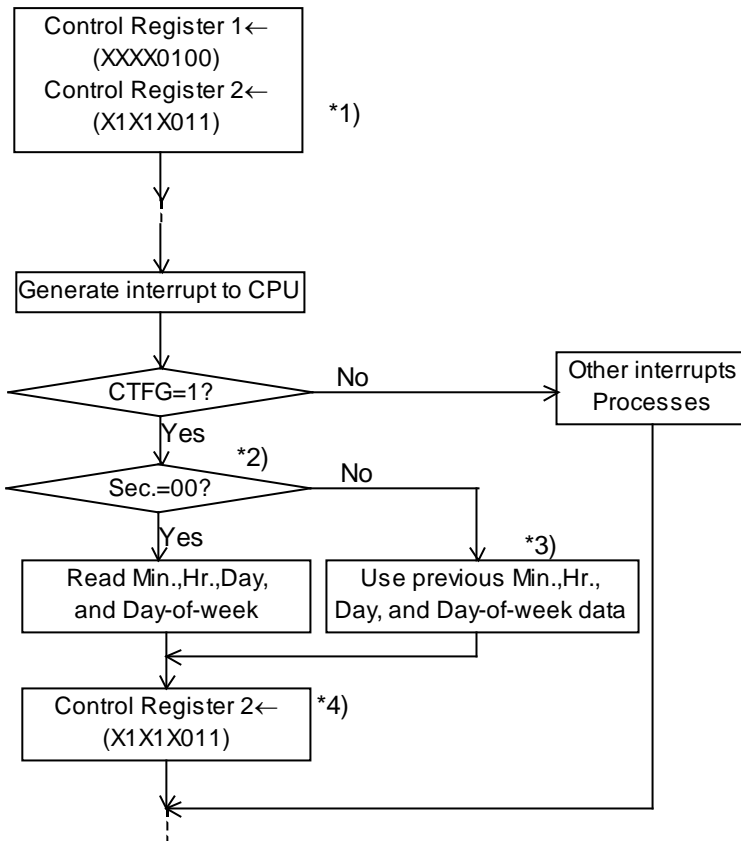 Control Register 1←
(XXXX0100)
Control Register 2←
(X1X1X011)
*1)
Generate interrupt to CPU
CTFG=1?
No
Other interrupts
Processes
Yes
*2)
Sec.=00?
No
Yes
*3)
Read Min.,Hr.,Day,
and Day-of-week
Use previous Min.,Hr.,
Day, and Day-of-week data
Control Register 2←
(X1X1X011)
*4)